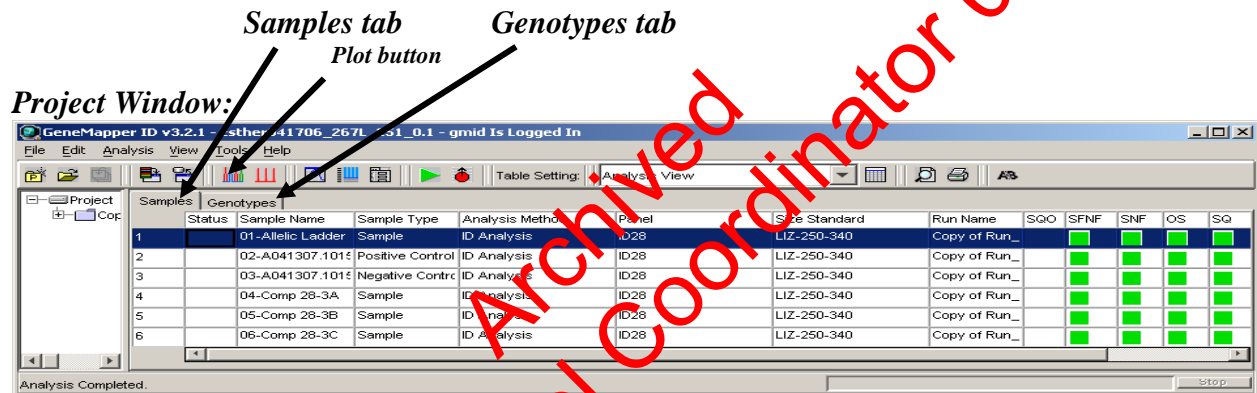 Samples tab Genotypes tab
Plot button
Project Window:
GeneMapper ID v3.2.1 - gmid Is Logged In
File Edit Analysis View Tools Help
Table Setting: Analysis View
Project
Samples Genotypes
Status Sample Name Sample Type Analysis Method Panel Size Standard Run Name SQO SFNF SNF OS SQ
1 01-Allelic Ladder Sample ID Analysis ID28 LIZ-250-340 Copy of Run_
2 02-A041307.101 Positive Control ID Analysis ID28 LIZ-250-340 Copy of Run_
3 03-A041307.101 Negative Contrc ID Analysis ID28 LIZ-250-340 Copy of Run_
4 04-Comp 28-3A Sample ID Analysis ID28 LIZ-250-340 Copy of Run_
5 05-Comp 28-3B Sample ID Analysis ID28 LIZ-250-340 Copy of Run_
6 06-Comp 28-3C Sample ID Analysis ID28 LIZ-250-340 Copy of Run_
Analysis Completed.
Stop
Archived
Coordinator